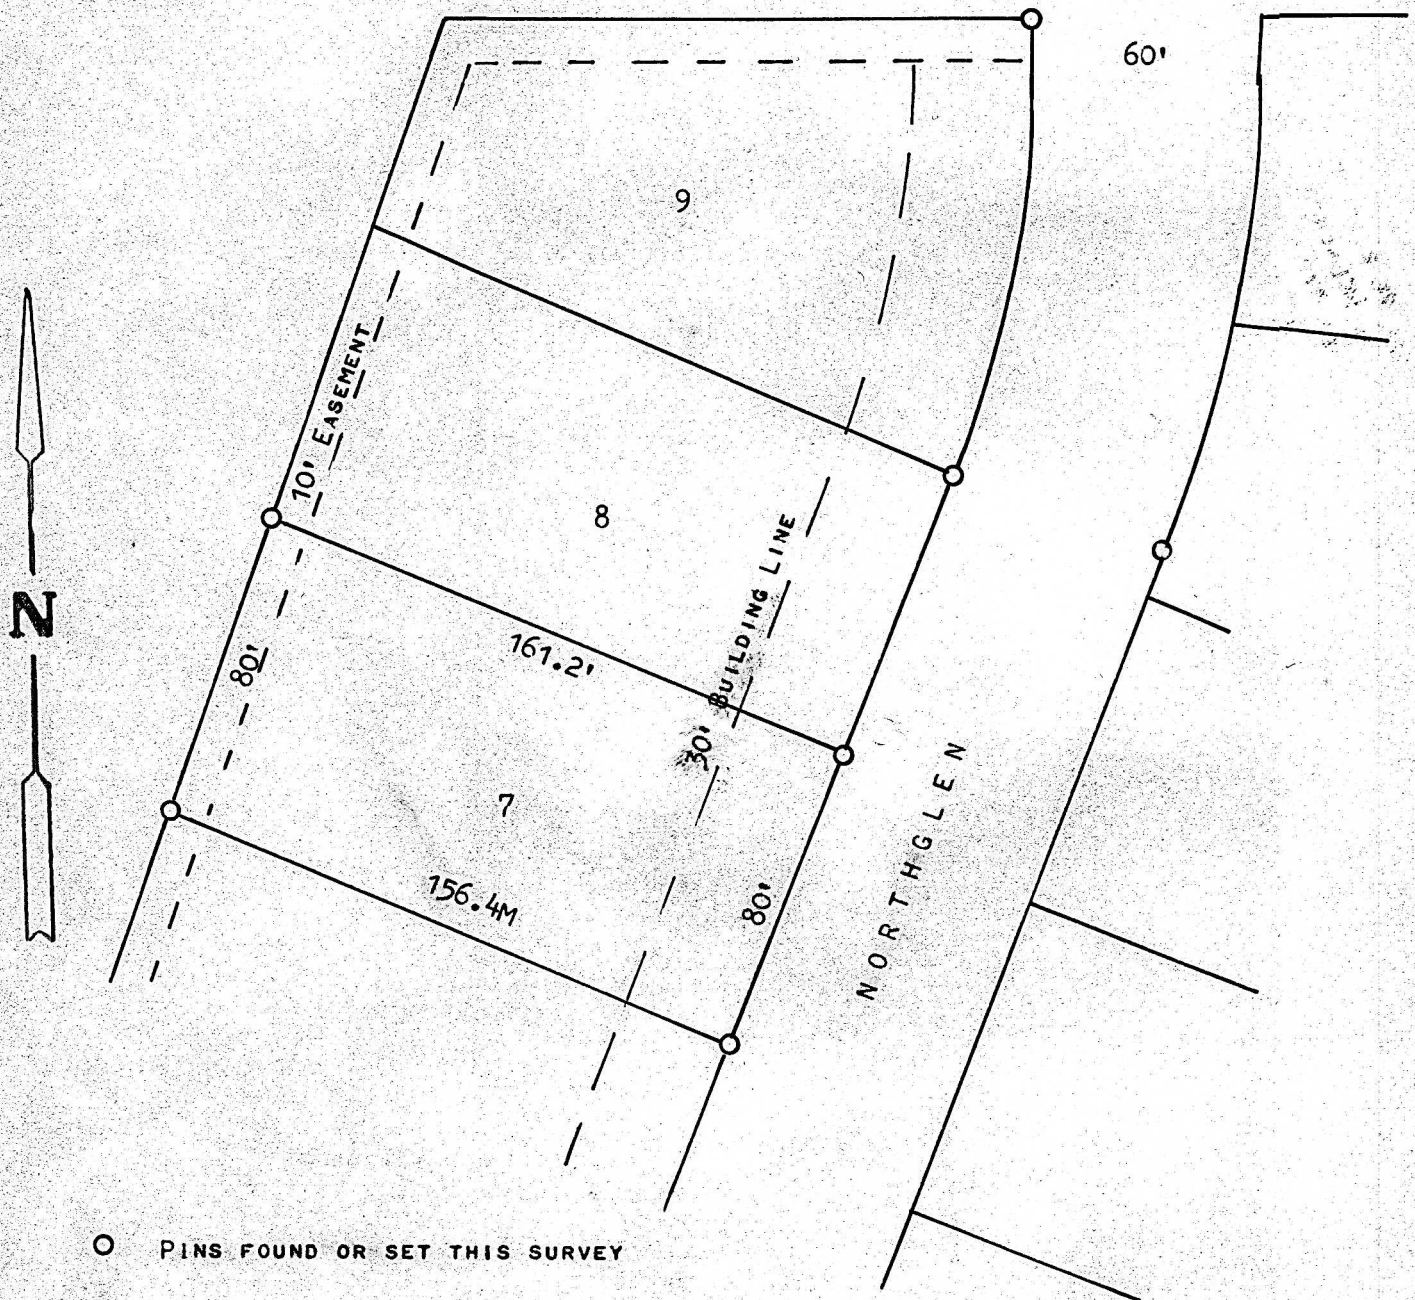 60'
9
10' EASEMENT
8
N
30' BUILDING LINE
161.2'
80'
7
156.4M
80'
NORTHGLEN
PINS FOUND OR SET THIS SURVEY